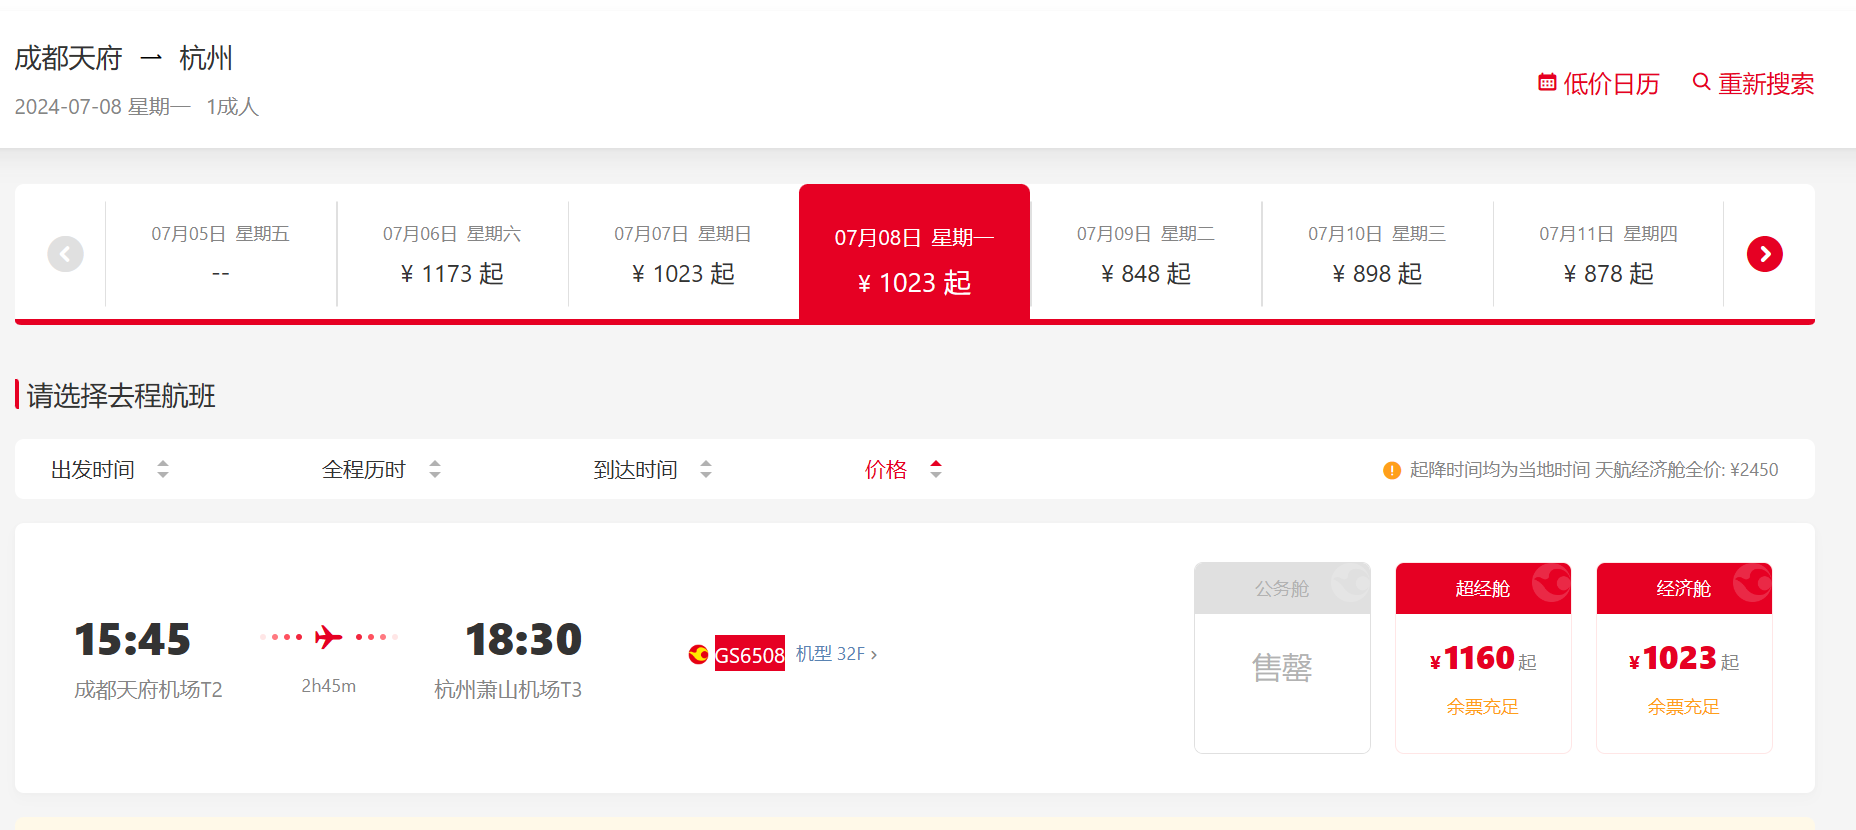 成都天府 → 杭州
2024-07-08 星期一 1成人
低价日历 重新搜索
07月05日 星期五
--
07月06日 星期六
¥ 1173 起
07月07日 星期日
¥ 1023 起
07月08日 星期一
¥ 1023 起
07月09日 星期二
¥ 848 起
07月10日 星期三
¥ 898 起
07月11日 星期四
¥ 878 起
请选择去程航班
出发时间 全程历时 到达时间 价格 起降时间均为当地时间 天航经济舱全价: ¥2450
15:45
成都天府机场T2
2h45m
18:30
杭州萧山机场T3
GS6508 机型 32F >
公务舱
售罄
超经舱
¥1160起
余票充足
经济舱
¥1023起
余票充足